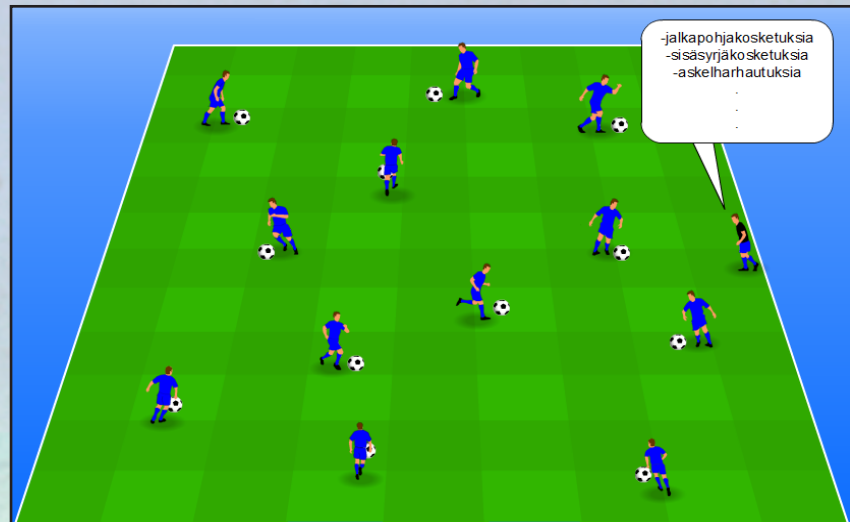 -jalkapohjakosketuksia
-sisäsyrjäkosketuksia
-askelharhautuksia
.
.
.